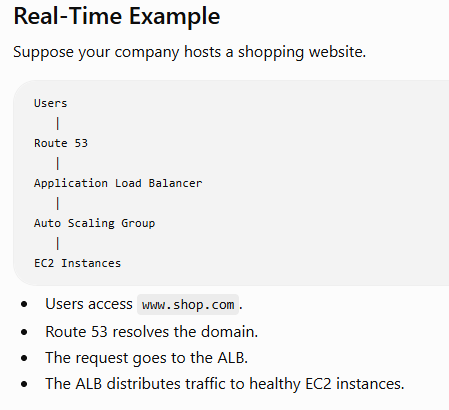 Real-Time Example
Suppose your company hosts a shopping website.
Users
|
Route 53
|
Application Load Balancer
|
Auto Scaling Group
|
EC2 Instances
• Users access www.shop.com.
• Route 53 resolves the domain.
• The request goes to the ALB.
• The ALB distributes traffic to healthy EC2 instances.